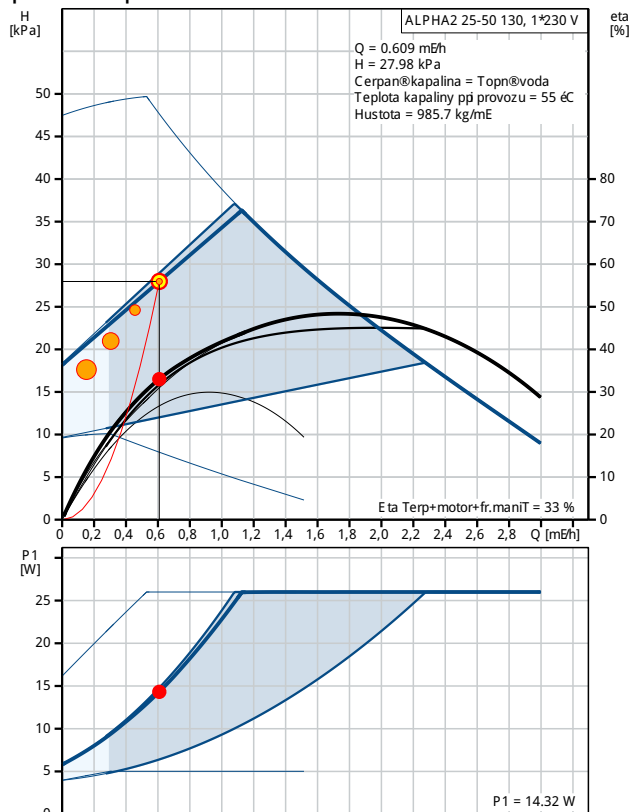 H
[kPa]
ALPHA2 25-50 130, 1*230 V
eta
[%]
Q = 0.609 mE/h
H = 27.98 kPa
Cerpan®kapalina = Topn®voda
Teplota kapaliny ppi provozu = 55 éC
Hustota = 985.7 kg/mE
50
45
40
35
30
25
20
15
10
5
0
80
70
60
50
40
30
20
10
0
Eta Terp+motor+fr.maniT = 33 %
0 0,2 0,4 0,6 0,8 1,0 1,2 1,4 1,6 1,8 2,0 2,2 2,4 2,6 2,8 Q [mE/h]
P1
[W]
25
20
15
10
5
0
P1 = 14.32 W